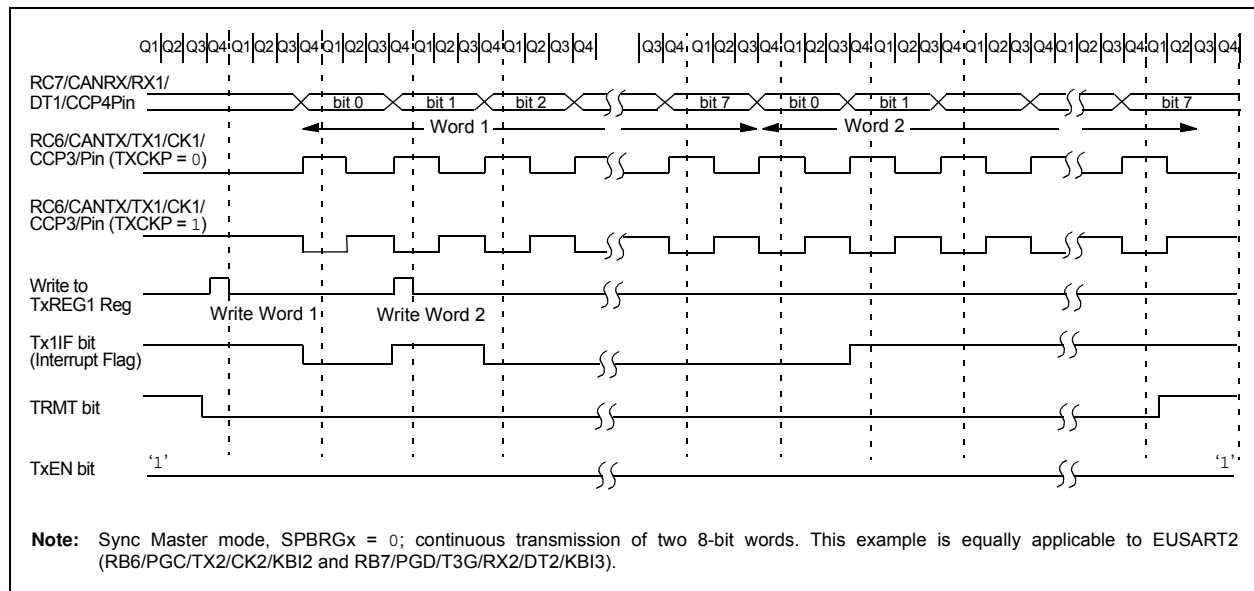 Q1 Q2 Q3 Q4 Q1 Q2 Q3 Q4 Q1 Q2 Q3 Q4 Q1 Q2 Q3 Q4 Q1 Q2 Q3 Q4 Q3 Q4 Q1 Q2 Q3 Q4 Q1 Q2 Q3 Q4 Q1 Q2 Q3 Q4 Q1 Q2 Q3 Q4 Q1 Q2 Q3 Q4 Q1 Q2 Q3 Q4
RC7/CANRX/RX1/
DT1/CCP4Pin
bit 0 bit 1 bit 2 bit 7 bit 0 bit 1 bit 7
Word 1 Word 2
RC6/CANTX/TX1/CK1/
CCP3/Pin (TXCKP = 0)
RC6/CANTX/TX1/CK1/
CCP3/Pin (TXCKP = 1)
Write to
TxREG1 Reg
Write Word 1 Write Word 2
Tx1IF bit
(Interrupt Flag)
TRMT bit
TxEN bit
‘1’ ‘1’
Note: Sync Master mode, SPBRGx = 0; continuous transmission of two 8-bit words. This example is equally applicable to EUSART2
(RB6/PGC/TX2/CK2/KBI2 and RB7/PGD/T3G/RX2/DT2/KBI3).